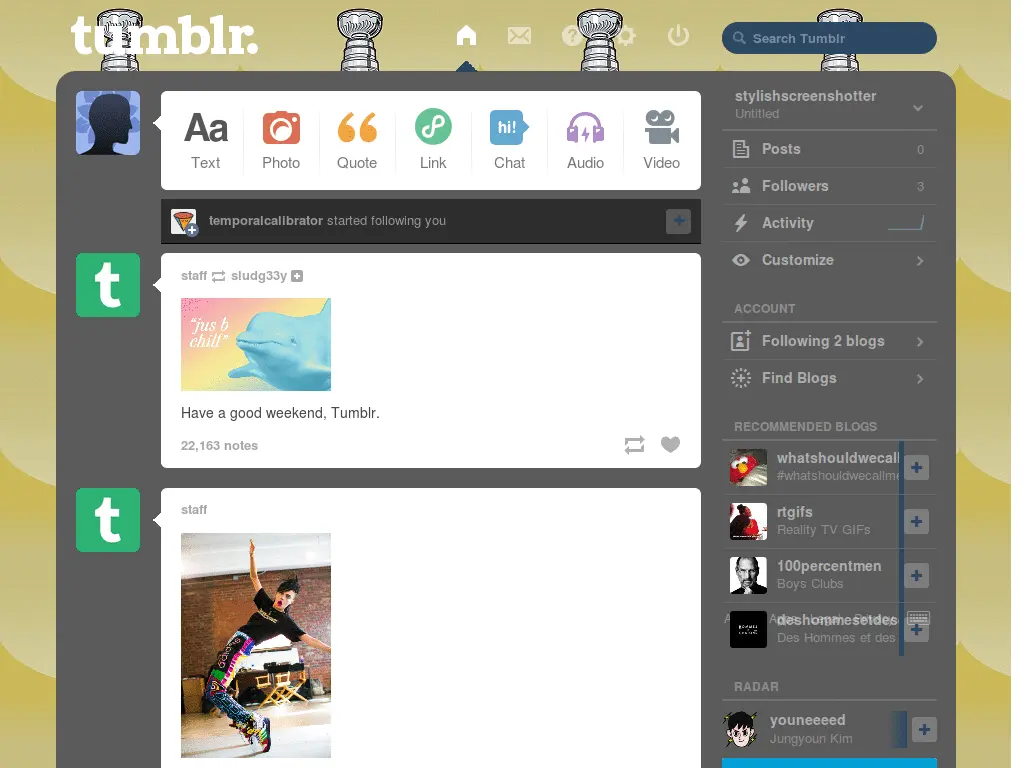 tumblr.
Search Tumblr
Aa
Text
Photo
Quote
Link
hi!
Chat
Audio
Video
temporalcalibrator started following you
t
staff sludg33y
"jus b
chill"
Have a good weekend, Tumblr.
22,163 notes
t
staff
stylishscreenshotter
Untitled
Posts 0
Followers 3
Activity
Customize
ACCOUNT
Following 2 blogs
Find Blogs
RECOMMENDED BLOGS
whatshouldwecall
#whatshouldwecallme
rtgifs
Reality TV GIFs
100percentmen
Boys Clubs
deshommesetdes
Des Hommes et des
RADAR
youneeeed
Jungyoun Kim